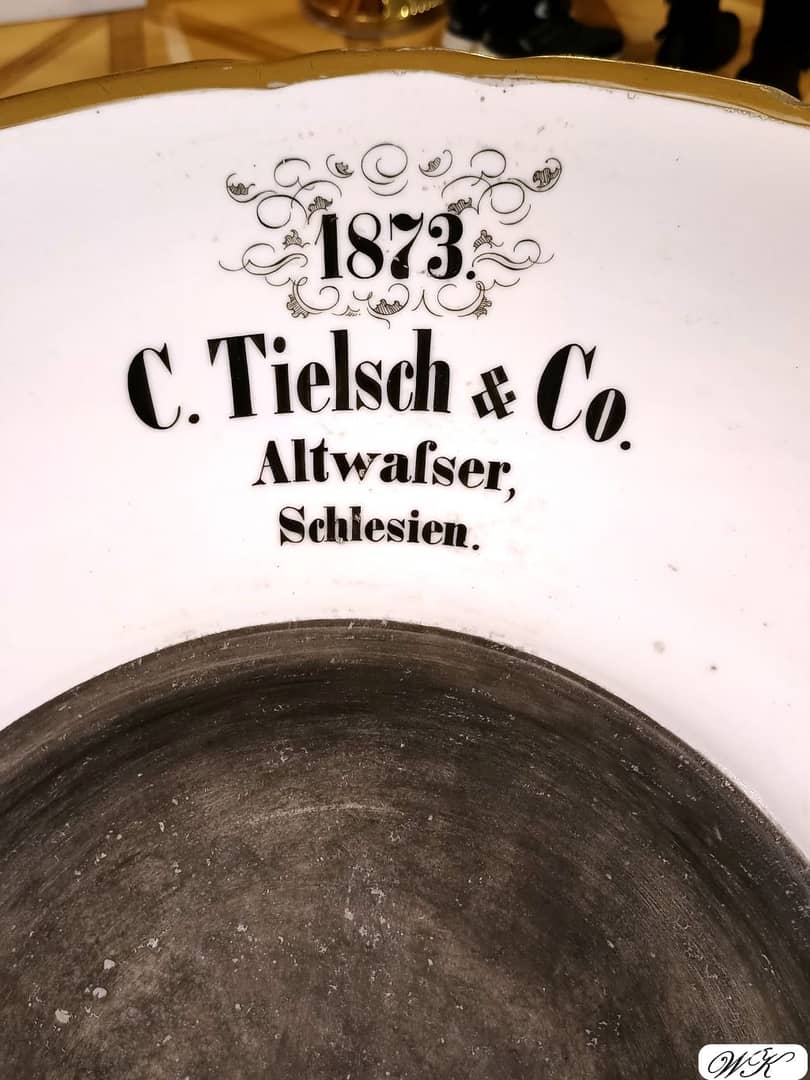 1873.
C. Tielsch & Co.
Altwaſser,
Schlesien.
WK